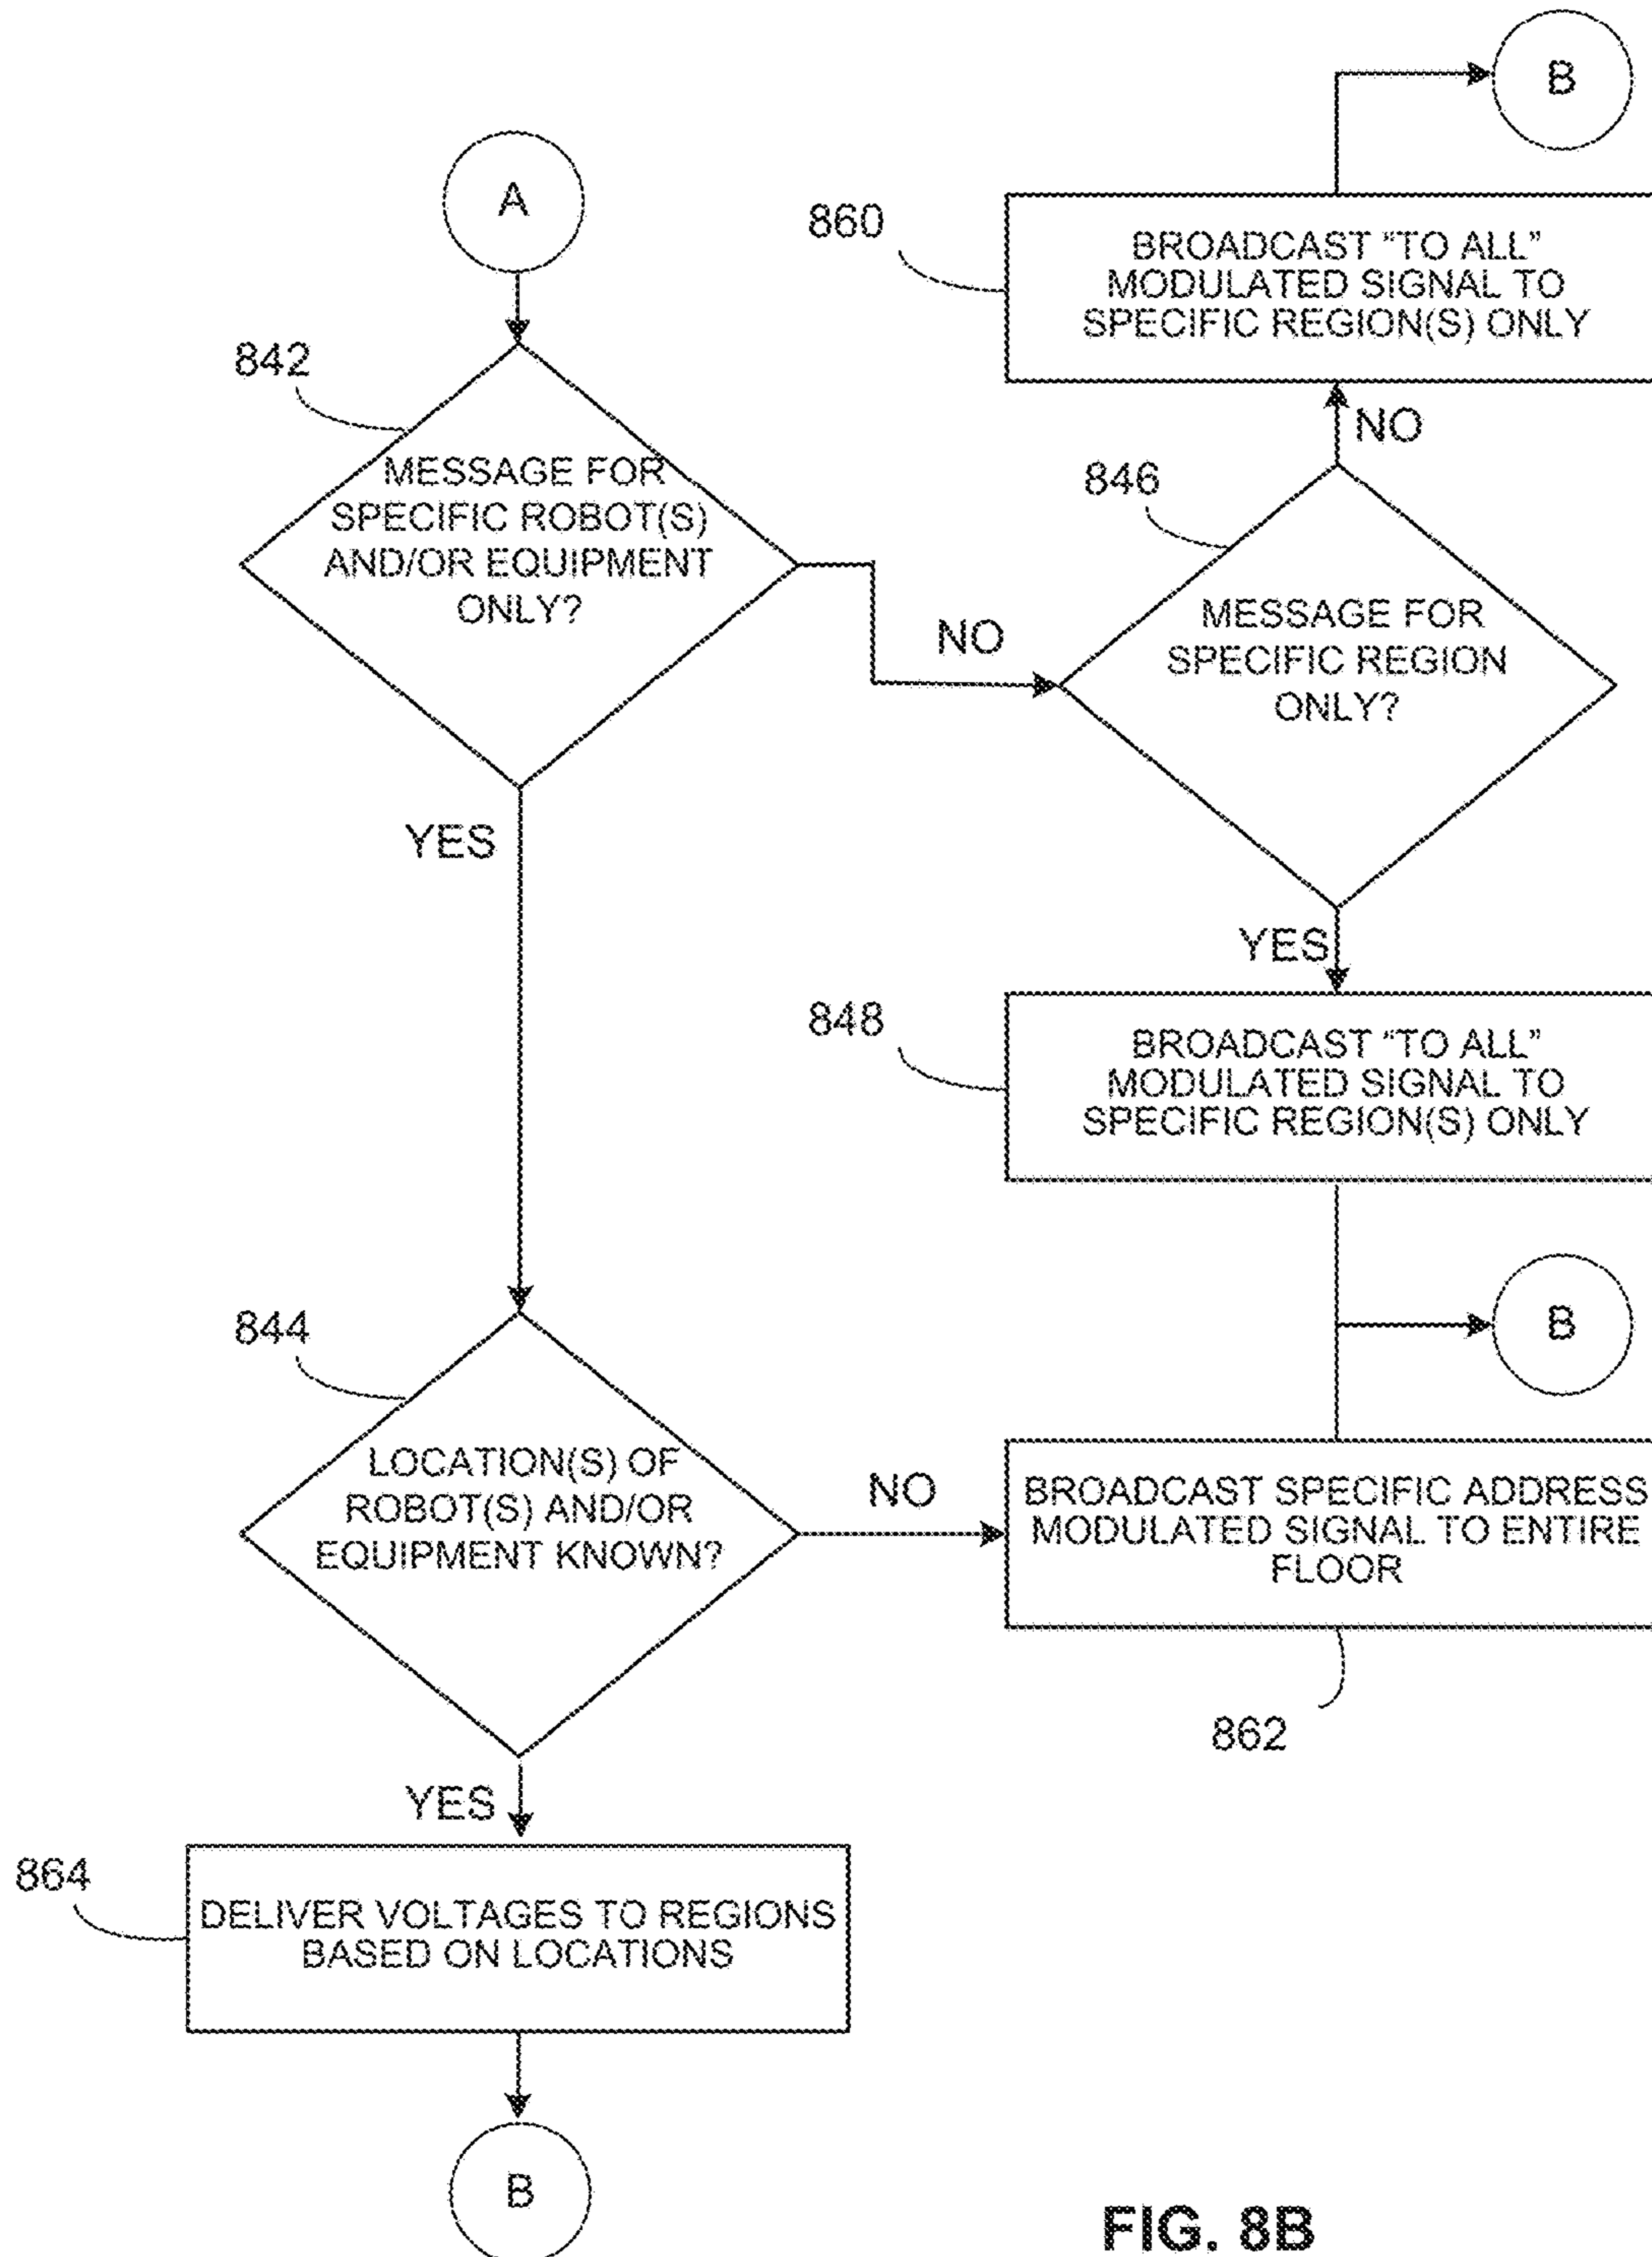 B
A
860
BROADCAST “TO ALL”
MODULATED SIGNAL TO
SPECIFIC REGION(S) ONLY
842
NO
MESSAGE FOR
SPECIFIC ROBOT(S)
AND/OR EQUIPMENT
ONLY?
846
NO
MESSAGE FOR
SPECIFIC REGION
ONLY?
YES
YES
848
BROADCAST “TO ALL”
MODULATED SIGNAL TO
SPECIFIC REGION(S) ONLY
B
844
LOCATION(S) OF
ROBOT(S) AND/OR
EQUIPMENT KNOWN?
NO
BROADCAST SPECIFIC ADDRESS
MODULATED SIGNAL TO ENTIRE
FLOOR
862
YES
864
DELIVER VOLTAGES TO REGIONS
BASED ON LOCATIONS
B
FIG. 8B